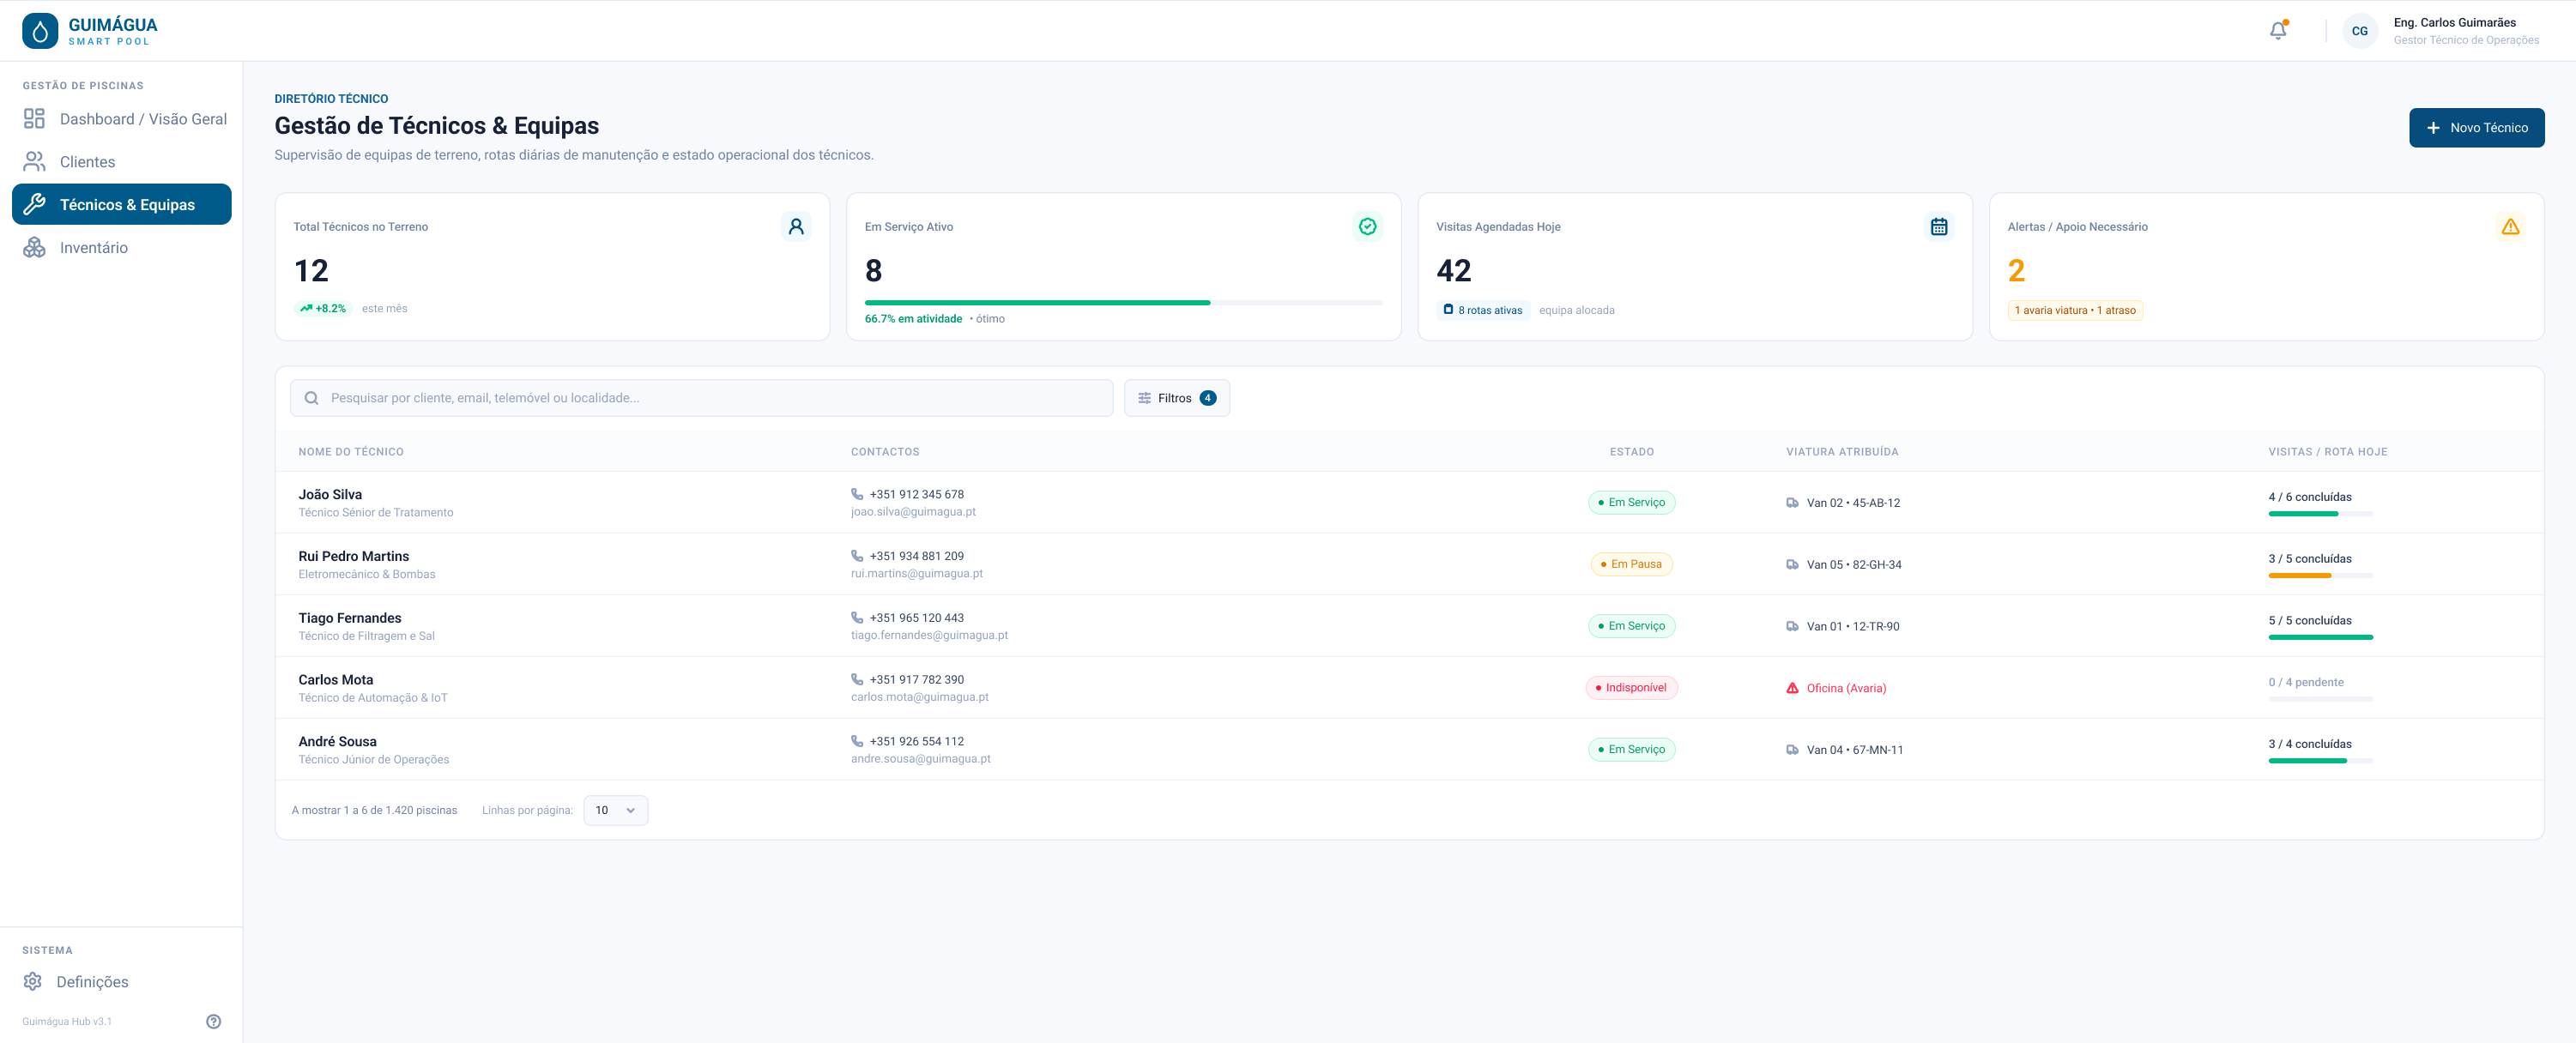 GUIMÁGUA
SMART POOL
CG
Eng. Carlos Guimarães
Gestor Técnico de Operações
GESTÃO DE PISCINAS
Dashboard / Visão Geral
Clientes
Técnicos & Equipas
Inventário
SISTEMA
Definições
Guimágua Hub v3.1
DIRETÓRIO TÉCNICO
Gestão de Técnicos & Equipas
Supervisão de equipas de terreno, rotas diárias de manutenção e estado operacional dos técnicos.
Novo Técnico
Total Técnicos no Terreno
12
+8.2% este mês
Em Serviço Ativo
8
66.7% em atividade • ótimo
Visitas Agendadas Hoje
42
8 rotas ativas equipa alocada
Alertas / Apoio Necessário
2
1 avaria viatura • 1 atraso
Pesquisar por cliente, email, telemóvel ou localidade...
Filtros 4
NOME DO TÉCNICO CONTACTOS ESTADO VIATURA ATRIBUÍDA VISITAS / ROTA HOJE
João Silva
Técnico Sénior de Tratamento
+351 912 345 678
joao.silva@guimagua.pt
Em Serviço
Van 02 • 45-AB-12
4 / 6 concluídas
Rui Pedro Martins
Eletromecânico & Bombas
+351 934 881 209
rui.martins@guimagua.pt
Em Pausa
Van 05 • 82-GH-34
3 / 5 concluídas
Tiago Fernandes
Técnico de Filtragem e Sal
+351 965 120 443
tiago.fernandes@guimagua.pt
Em Serviço
Van 01 • 12-TR-90
5 / 5 concluídas
Carlos Mota
Técnico de Automação & IoT
+351 917 782 390
carlos.mota@guimagua.pt
Indisponível
Oficina (Avaria)
0 / 4 pendente
André Sousa
Técnico Júnior de Operações
+351 926 554 112
andre.sousa@guimagua.pt
Em Serviço
Van 04 • 67-MN-11
3 / 4 concluídas
A mostrar 1 a 6 de 1.420 piscinas
Linhas por página: 10